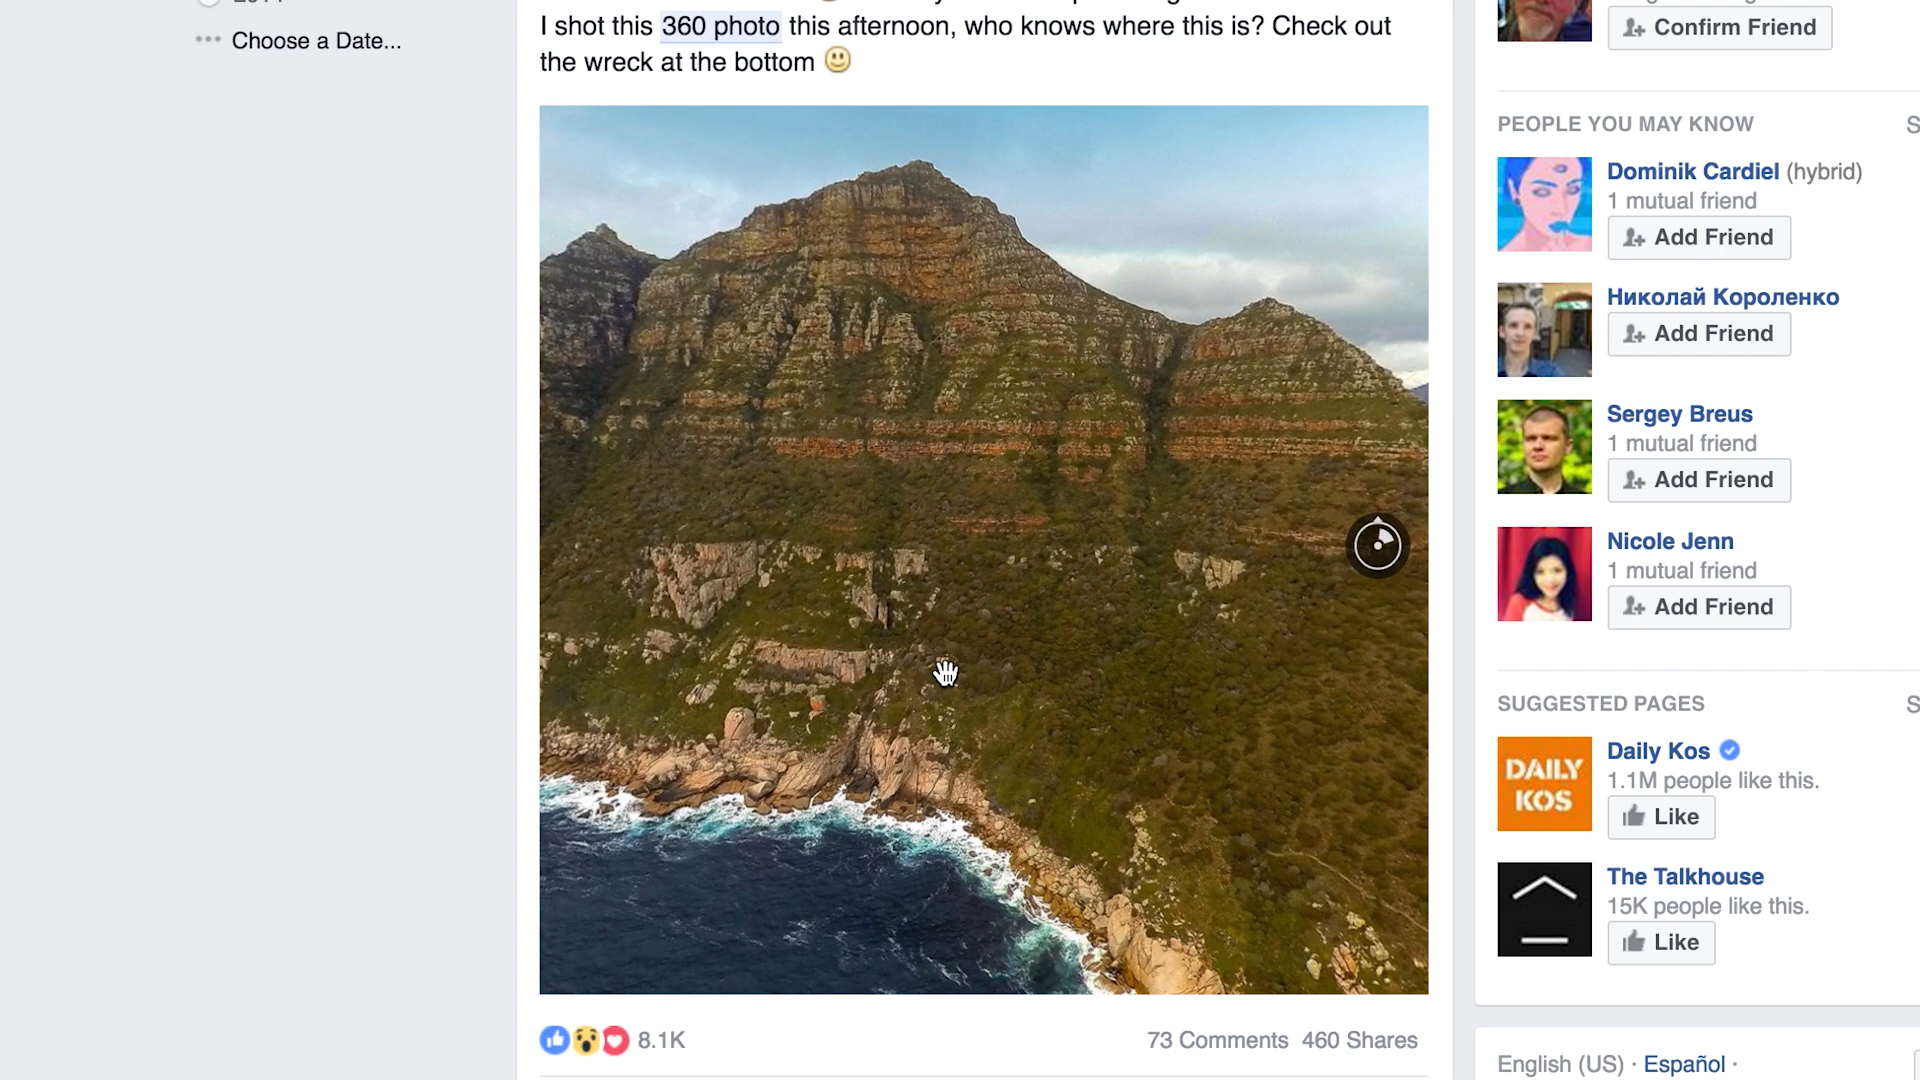 Choose a Date...
I shot this 360 photo this afternoon, who knows where this is? Check out
the wreck at the bottom
8.1K
73 Comments 460 Shares
Confirm Friend
PEOPLE YOU MAY KNOW
Dominik Cardiel (hybrid)
1 mutual friend
Add Friend
Николай Короленко
Add Friend
Sergey Breus
1 mutual friend
Add Friend
Nicole Jenn
1 mutual friend
Add Friend
SUGGESTED PAGES
DAILY
KOS
Daily Kos
1.1M people like this.
Like
The Talkhouse
15K people like this.
Like
English (US) · Español ·